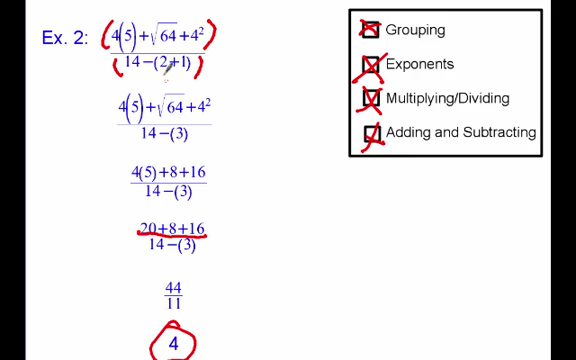 Ex. 2: (4(5)+√64+4²)
(14−(2+1))
4(5)+√64+4²
14−(3)
4(5)+8+16
14−(3)
20+8+16
14−(3)
44
11
4
Grouping
Exponents
Multiplying/Dividing
Adding and Subtracting